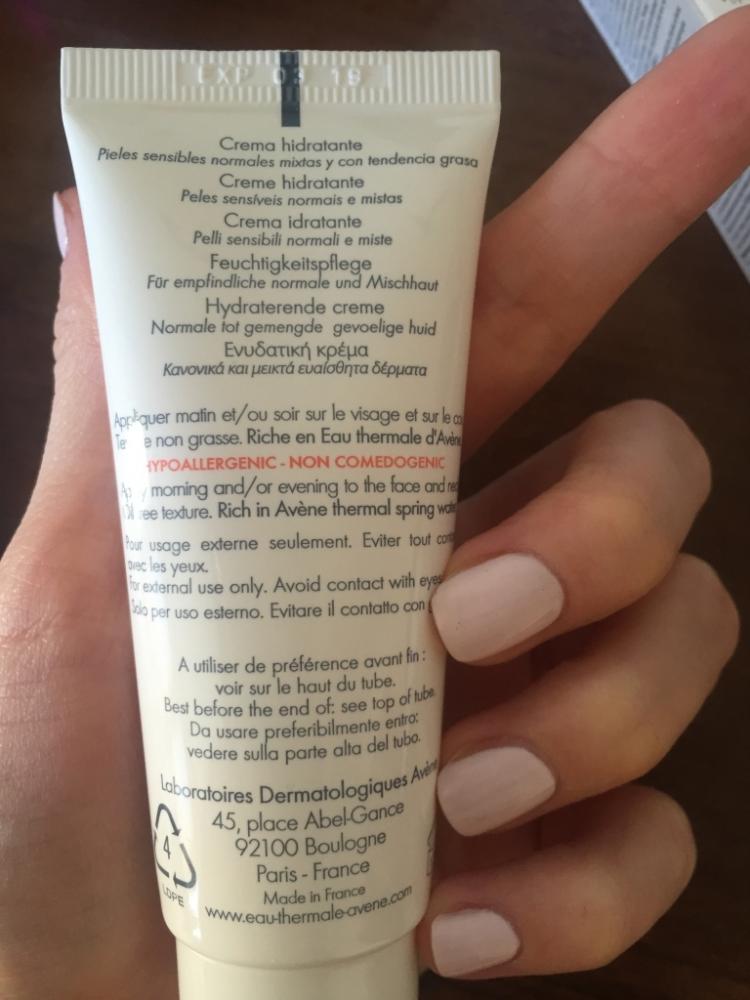 EXP 03 18
Crema hidratante
Pieles sensibles normales mixtas y con tendencia grasa
Creme hidratante
Peles sensíveis normais e mistas
Crema idratante
Pelli sensibili normali e miste
Feuchtigkeitspflege
Für empfindliche normale und Mischhaut
Hydraterende creme
Normale tot gemengde gevoelige huid
Ενυδατική κρέμα
Κανονικά και μεικτά ευαίσθητα δέρματα
Appliquer matin et/ou soir sur le visage et sur le
non grasse. Riche en Eau thermale d'Avène
HYPOALLERGENIC - NON COMEDOGENIC
morning and/or evening to the face and
texture. Rich in Avène thermal spring
Pour usage externe seulement. Eviter tout
avec les yeux.
For external use only. Avoid contact with eyes
Solo per uso esterno. Evitare il contatto con
A utiliser de préférence avant fin :
voir sur le haut du tube.
Best before the end of: see top of tube.
Da usare preferibilmente entro:
vedere sulla parte alta del tubo.
Laboratoires Dermatologiques Avène
45, place Abel-Gance
92100 Boulogne
Paris - France
Made in France
www.eau-thermale-avene.com
4
LDPE